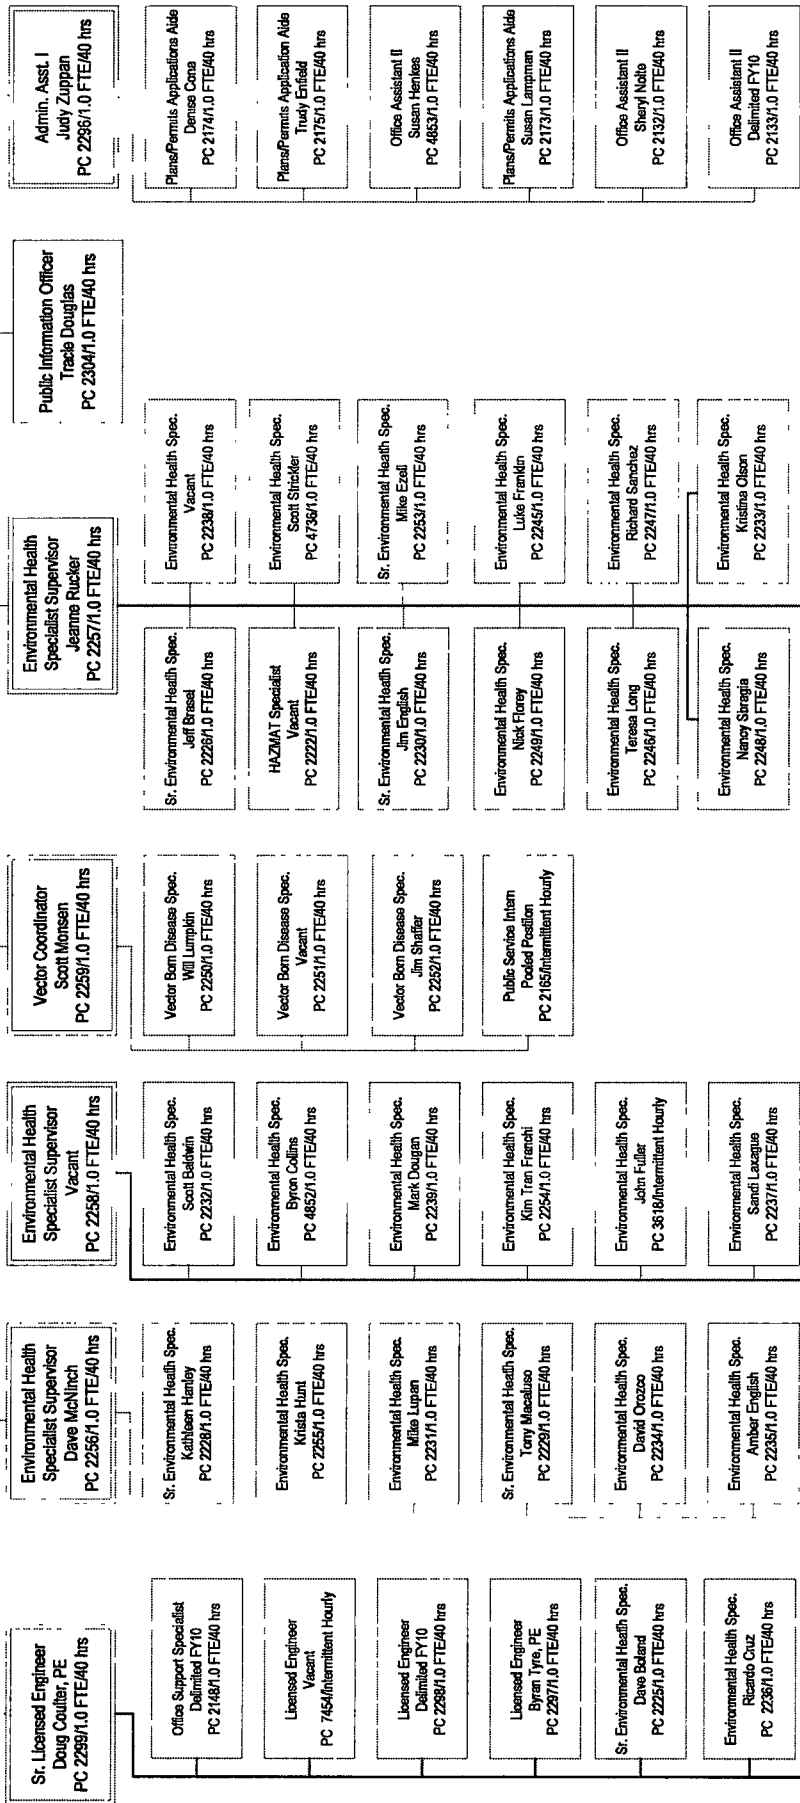 Sr. Licensed Engineer
Doug Coulter, PE
PC 2299/1.0 FTE/40 hrs
Office Support Specialist
Delimited FY10
PC 2148/1.0 FTE/40 hrs
Licensed Engineer
Vacant
PC 7454/Intermittent Hourly
Licensed Engineer
Delimited FY10
PC 2298/1.0 FTE/40 hrs
Licensed Engineer
Byran Tyre, PE
PC 2297/1.0 FTE/40 hrs
Sr. Environmental Health Spec.
Dave Boland
PC 2225/1.0 FTE/40 hrs
Environmental Health Spec.
Ricardo Cruz
PC 2236/1.0 FTE/40 hrs
Environmental Health
Specialist Supervisor
Dave McNinch
PC 2256/1.0 FTE/40 hrs
Sr. Environmental Health Spec.
Kathleen Hanley
PC 2228/1.0 FTE/40 hrs
Environmental Health Spec.
Krista Hunt
PC 2255/1.0 FTE/40 hrs
Environmental Health Spec.
Mike Lupan
PC 2231/1.0 FTE/40 hrs
Sr. Environmental Health Spec.
Tony Macaluso
PC 2229/1.0 FTE/40 hrs
Environmental Health Spec.
David Orozco
PC 2234/1.0 FTE/40 hrs
Environmental Health Spec.
Amber English
PC 2235/1.0 FTE/40 hrs
Environmental Health
Specialist Supervisor
Vacant
PC 2258/1.0 FTE/40 hrs
Environmental Health Spec.
Scott Baldwin
PC 2232/1.0 FTE/40 hrs
Environmental Health Spec.
Byron Collins
PC 4852/1.0 FTE/40 hrs
Environmental Health Spec.
Mark Dougan
PC 2239/1.0 FTE/40 hrs
Environmental Health Spec.
Kim Tran Franchi
PC 2254/1.0 FTE/40 hrs
Environmental Health Spec.
John Fuller
PC 3618/Intermittent Hourly
Environmental Health Spec.
Sandi Laxague
PC 2237/1.0 FTE/40 hrs
Vector Coordinator
Scott Monsen
PC 2259/1.0 FTE/40 hrs
Vector Born Disease Spec.
Will Lumpkin
PC 2250/1.0 FTE/40 hrs
Vector Born Disease Spec.
Vacant
PC 2251/1.0 FTE/40 hrs
Vector Born Disease Spec.
Jim Shaffer
PC 2252/1.0 FTE/40 hrs
Public Service Intern
Pooled Position
PC 2165/Intermittent Hourly
Environmental Health
Specialist Supervisor
Jeanne Rucker
PC 2257/1.0 FTE/40 hrs
Sr. Environmental Health Spec.
Jeff Brasel
PC 2226/1.0 FTE/40 hrs
Environmental Health Spec.
Vacant
PC 2238/1.0 FTE/40 hrs
HAZMAT Specialist
Vacant
PC 2222/1.0 FTE/40 hrs
Environmental Health Spec.
Scott Strickler
PC 4736/1.0 FTE/40 hrs
Sr. Environmental Health Spec.
Jim English
PC 2230/1.0 FTE/40 hrs
Sr. Environmental Health Spec.
Mike Ezell
PC 2253/1.0 FTE/40 hrs
Environmental Health Spec.
Nick Florey
PC 2249/1.0 FTE/40 hrs
Environmental Health Spec.
Luke Franklin
PC 2245/1.0 FTE/40 hrs
Environmental Health Spec.
Teresa Long
PC 2246/1.0 FTE/40 hrs
Environmental Health Spec.
Richard Sanchez
PC 2247/1.0 FTE/40 hrs
Environmental Health Spec.
Nancy Sbragia
PC 2248/1.0 FTE/40 hrs
Environmental Health Spec.
Kristina Olson
PC 2233/1.0 FTE/40 hrs
Public Information Officer
Tracie Douglas
PC 2304/1.0 FTE/40 hrs
Admin. Asst. I
Judy Zuppan
PC 2296/1.0 FTE/40 hrs
Plans/Permits Applications Aide
Denise Cona
PC 2174/1.0 FTE/40 hrs
Plans/Permits Application Aide
Trudy Enfield
PC 2175/1.0 FTE/40 hrs
Office Assistant II
Susan Henkes
PC 4853/1.0 FTE/40 hrs
Plans/Permits Applications Aide
Susan Lampman
PC 2173/1.0 FTE/40 hrs
Office Assistant II
Sheryl Nolte
PC 2132/1.0 FTE/40 hrs
Office Assistant II
Delimited FY10
PC 2133/1.0 FTE/40 hrs